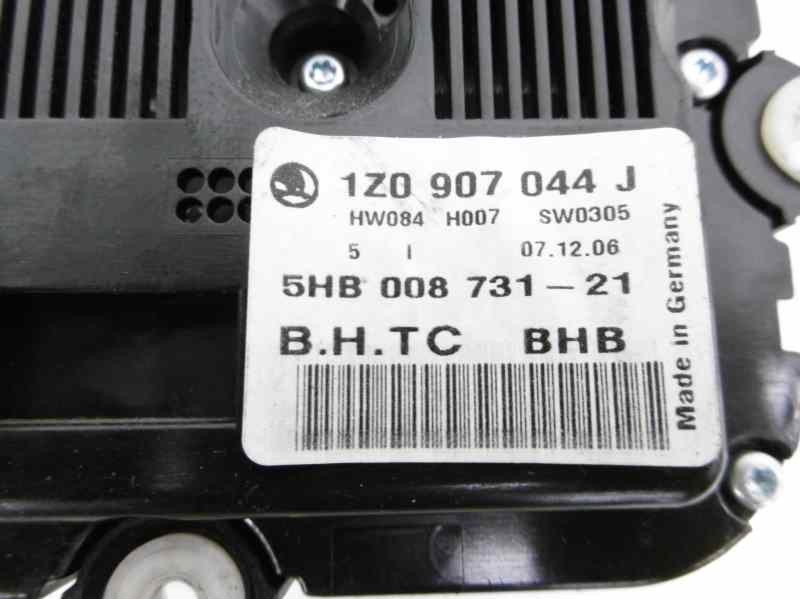 1Z0 907 044 J
HW084 H007 SW0305
5 I 07.12.06
5HB 008 731-21
B.H.TC BHB
Made in Germany